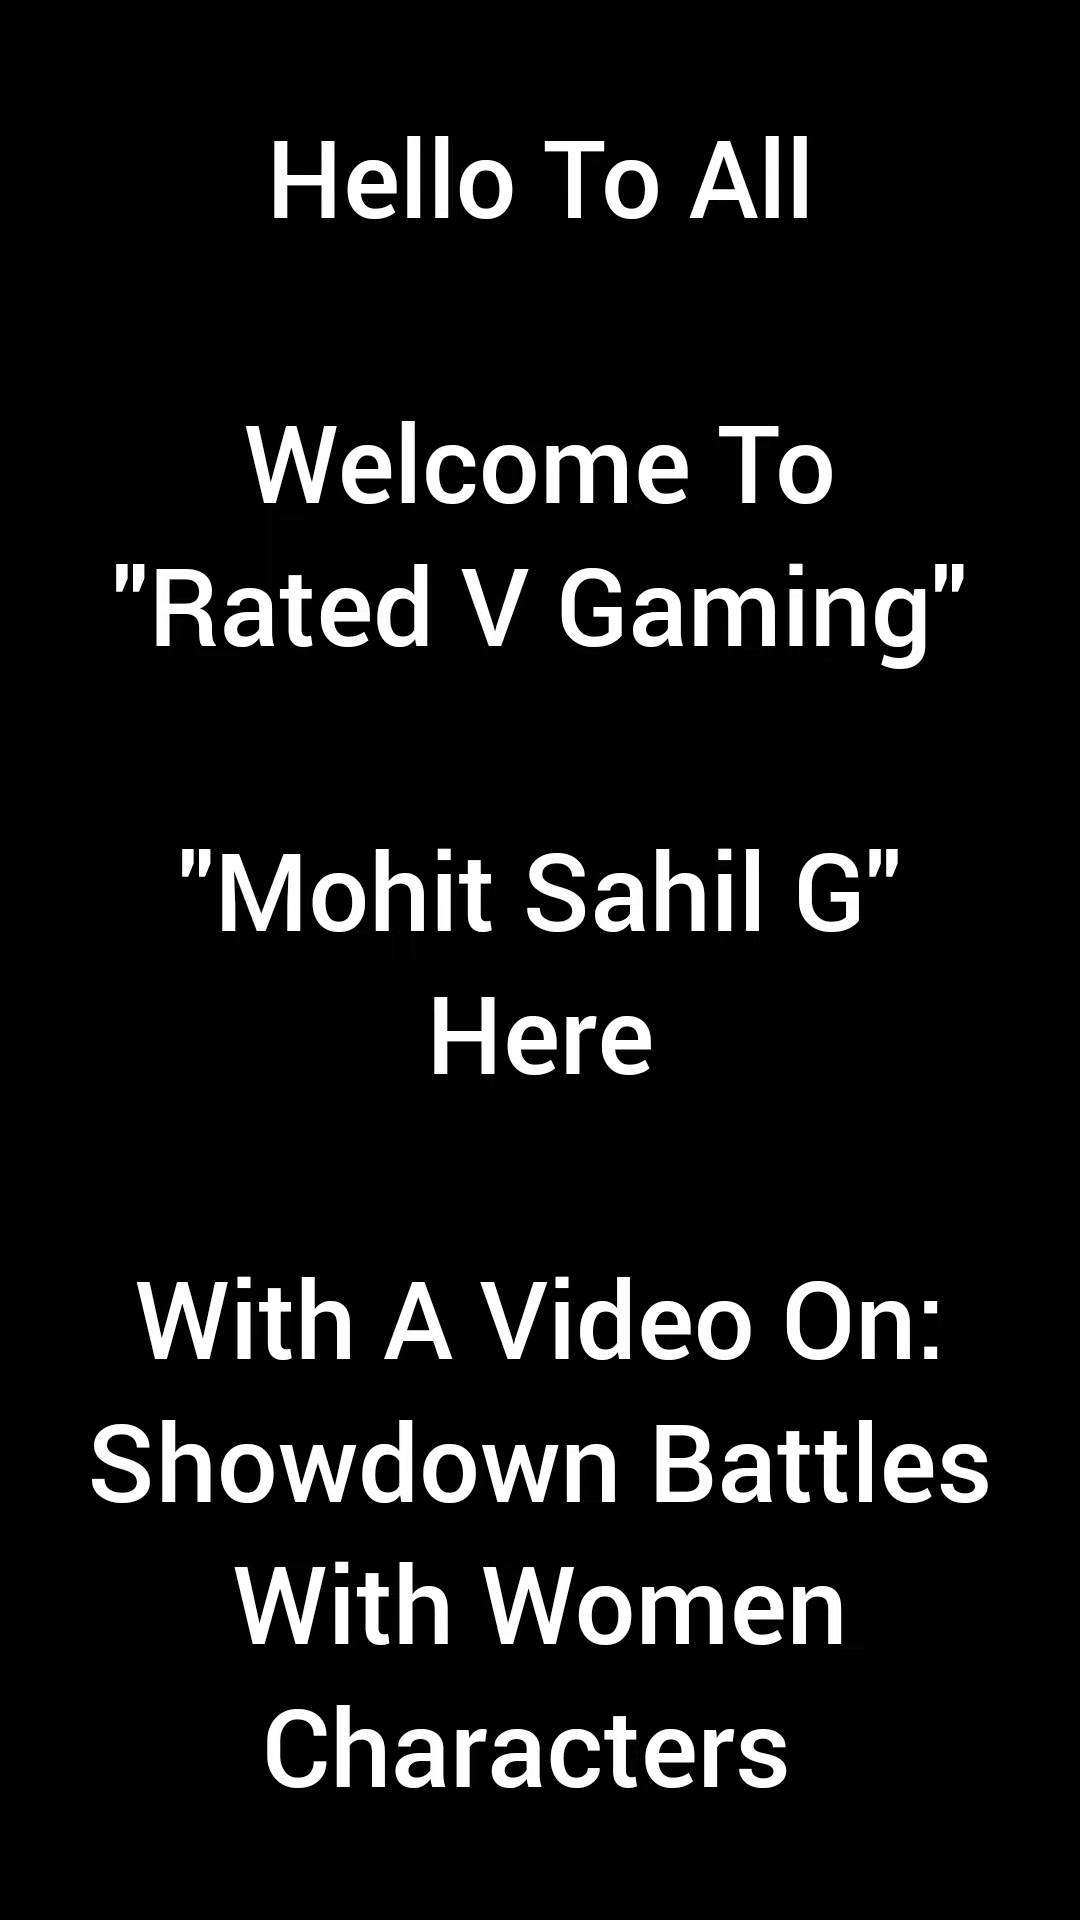 Hello To All
Welcome To
"Rated V Gaming"
"Mohit Sahil G"
Here
With A Video On:
Showdown Battles
With Women
Characters